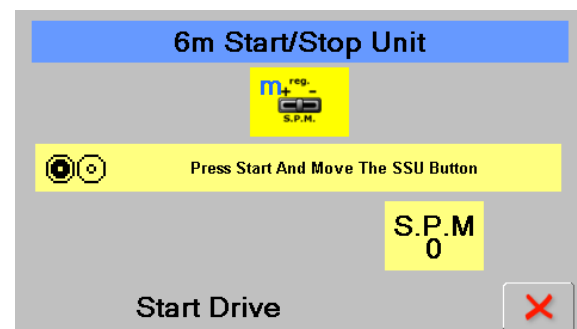 6m Start/Stop Unit
m reg.
+ -
S.P.M.
Press Start And Move The SSU Button
S.P.M
0
Start Drive